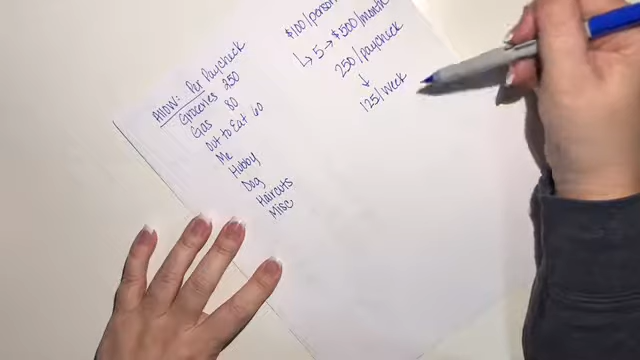 Allow: Per Paycheck
Groceries 250
Gas 80
Out to Eat 60
Me
Hubby
Dog
Haircuts
Misc
$100/person
↳ 5 → $500/month
250/paycheck
↓
125/week